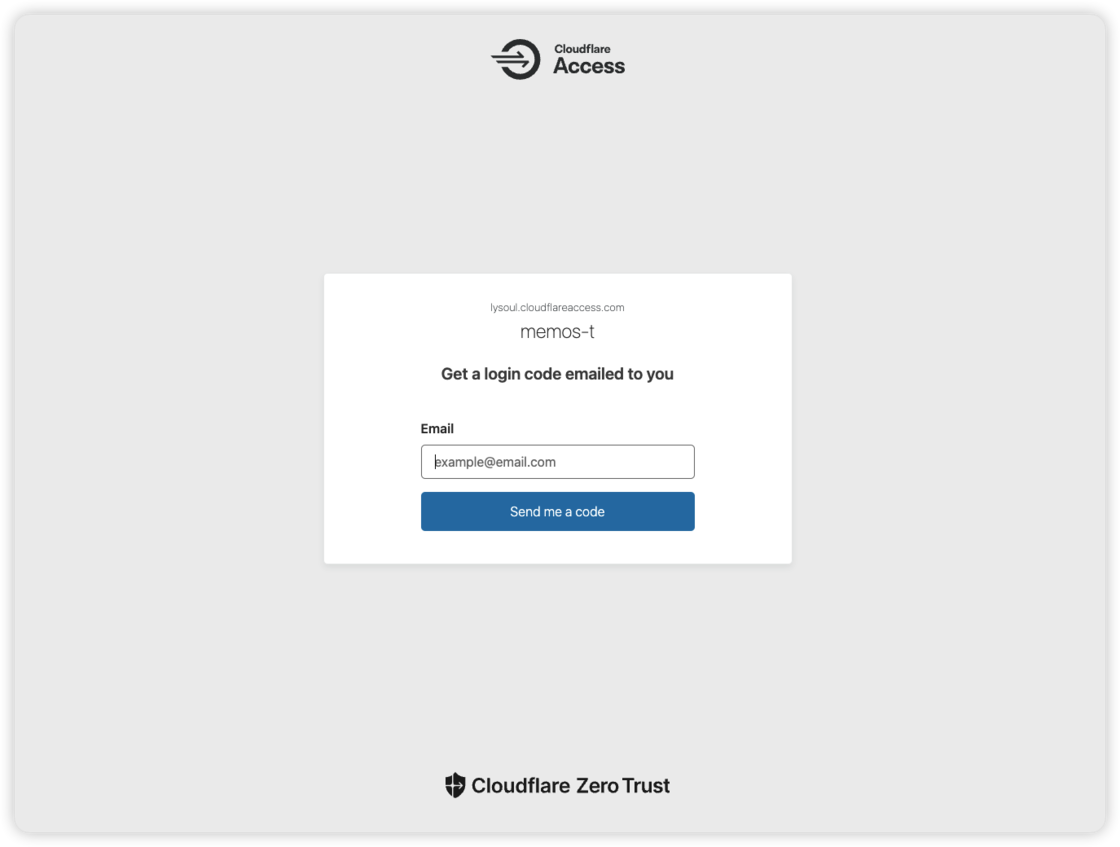 Cloudflare
Access
lysoul.cloudflareaccess.com
memos-t
Get a login code emailed to you
Email
example@email.com
Send me a code
Cloudflare Zero Trust